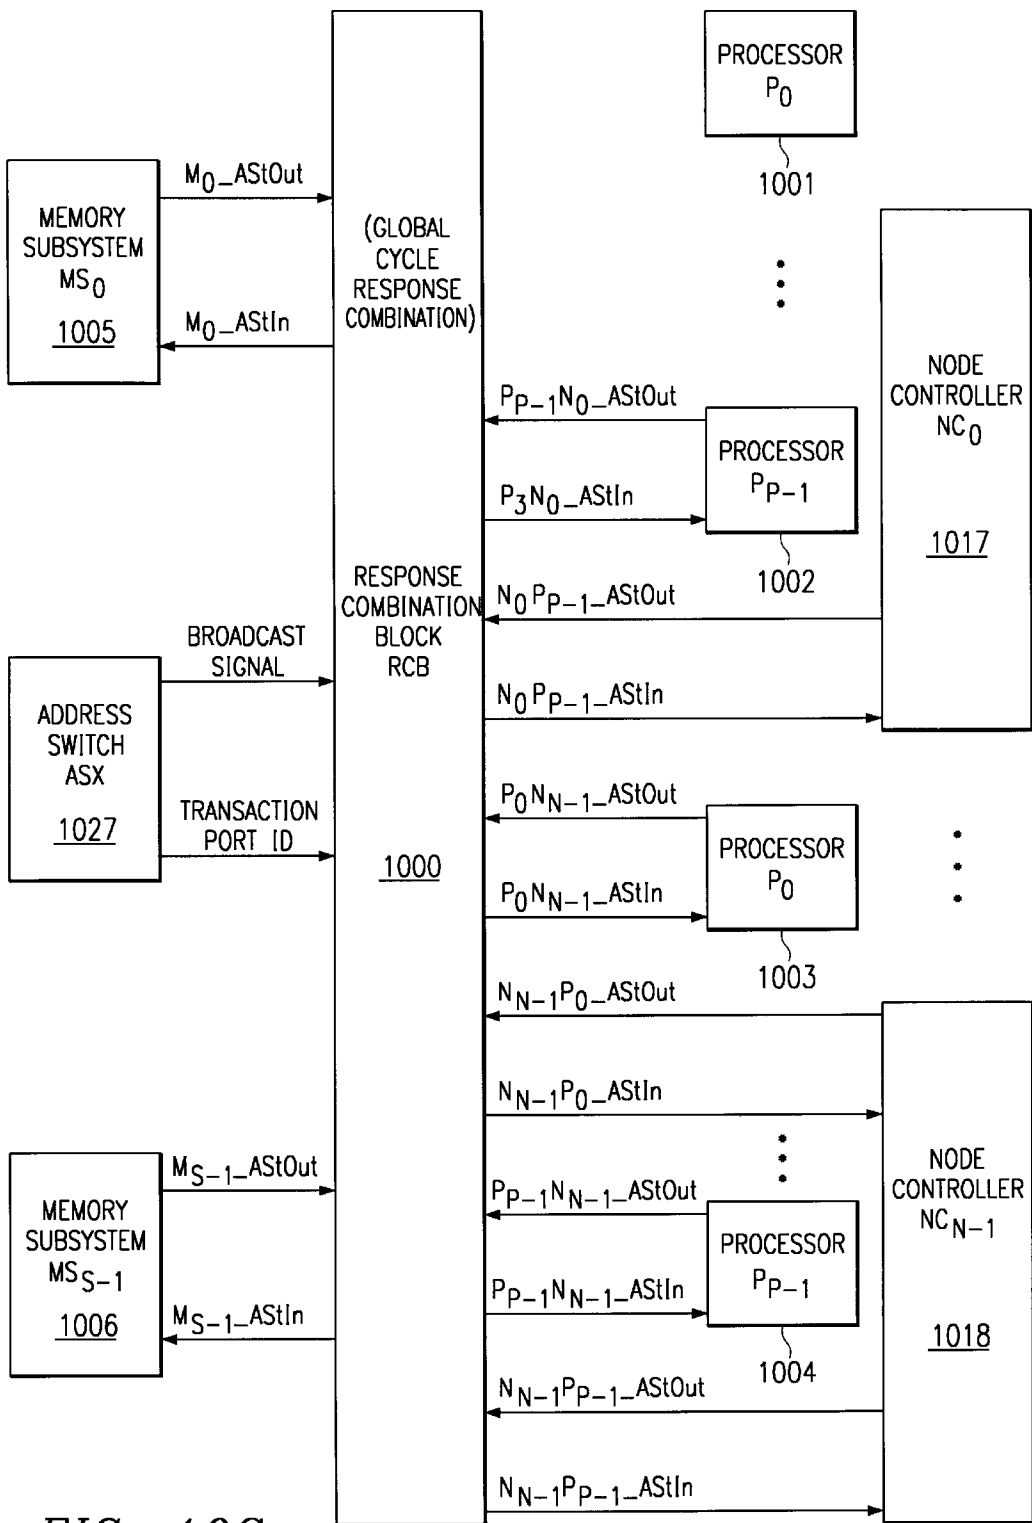 PROCESSOR
P0
1001
M0_AStOut
MEMORY
SUBSYSTEM
MS0
1005
M0_AStIn
(GLOBAL
CYCLE
RESPONSE
COMBINATION)
NODE
CONTROLLER
NC0
1017
PP-1N0_AStOut
PROCESSOR
PP-1
1002
P3N0_AStIn
N0PP-1_AStOut
N0PP-1_AStIn
RESPONSE
COMBINATION
BLOCK
RCB
1000
BROADCAST
SIGNAL
ADDRESS
SWITCH
ASX
1027
TRANSACTION
PORT ID
P0NN-1_AStOut
PROCESSOR
P0
1003
P0NN-1_AStIn
NN-1P0_AStOut
NN-1P0_AStIn
MS-1_AStOut
MEMORY
SUBSYSTEM
MSS-1
1006
MS-1_AStIn
PP-1NN-1_AStOut
PROCESSOR
PP-1
1004
PP-1NN-1_AStIn
NODE
CONTROLLER
NCN-1
1018
NN-1PP-1_AStOut
NN-1PP-1_AStIn